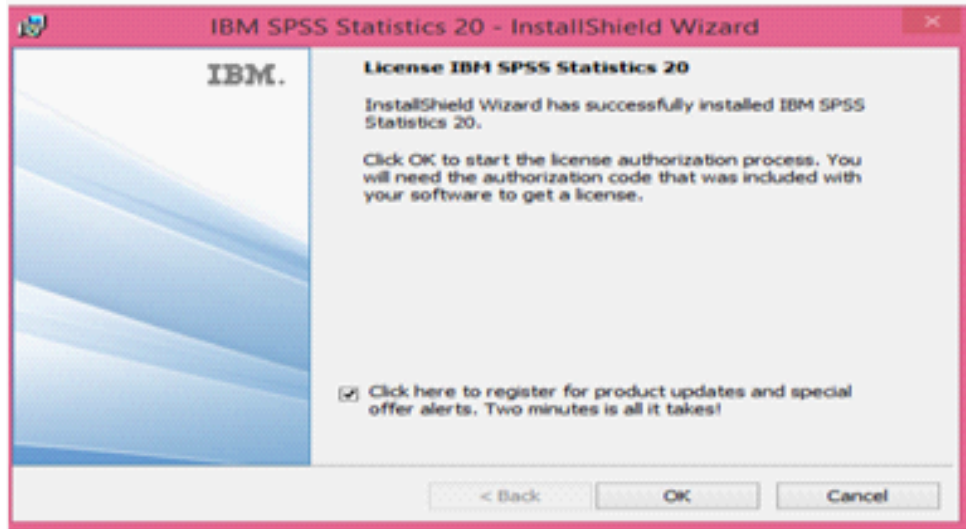 IBM SPSS Statistics 20 - InstallShield Wizard
IBM.
License IBM SPSS Statistics 20
InstallShield Wizard has successfully installed IBM SPSS
Statistics 20.
Click OK to start the license authorization process. You
will need the authorization code that was included with
your software to get a license.
Click here to register for product updates and special
offer alerts. Two minutes is all it takes!
< Back
OK
Cancel